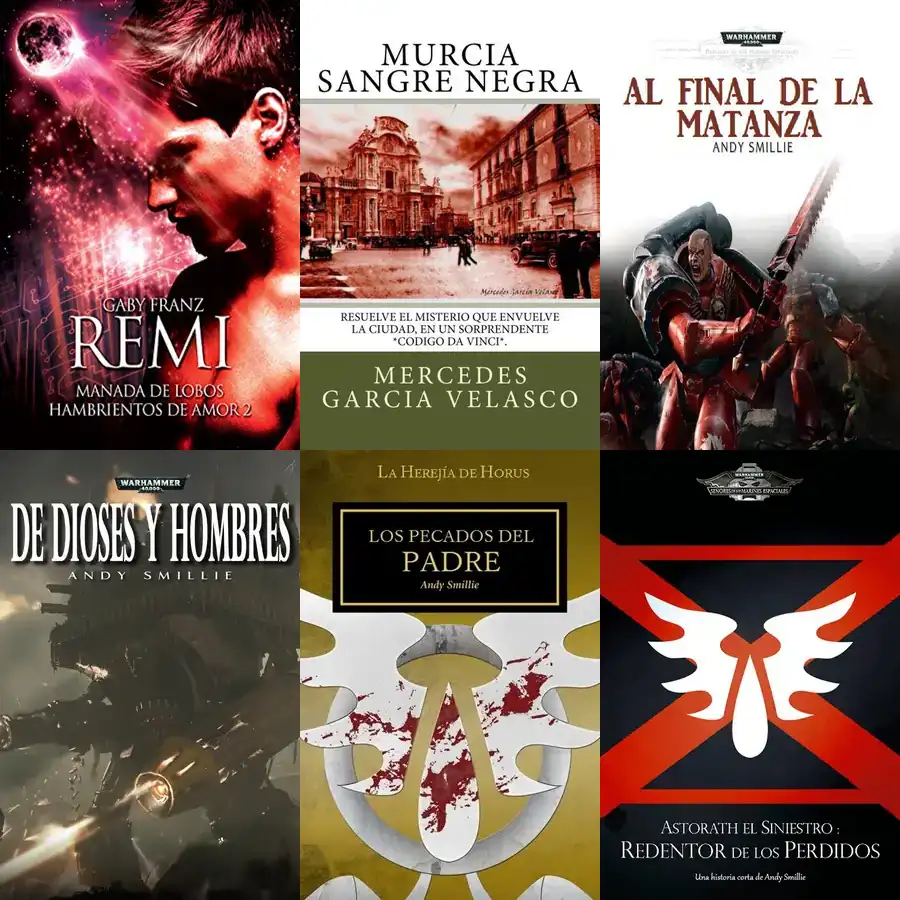 GABY FRANZ
REMI
MANADA DE LOBOS
HAMBRIENTOS DE AMOR 2
MURCIA
SANGRE NEGRA
Mercedes García Velasco
RESUELVE EL MISTERIO QUE ENVUELVE
LA CIUDAD, EN UN SORPRENDENTE
*CODIGO DA VINCI*.
MERCEDES
GARCIA VELASCO
WARHAMMER
40,000
AL FINAL DE LA
MATANZA
ANDY SMILLIE
WARHAMMER
40,000
DE DIOSES Y HOMBRES
ANDY SMILLIE
LA HEREJÍA DE HORUS
LOS PECADOS DEL
PADRE
Andy Smillie
WARHAMMER
40,000
SEÑORES DE LOS MARINES ESPACIALES
ASTORATH EL SINIESTRO :
REDENTOR DE LOS PERDIDOS
Una historia corta de Andy Smillie